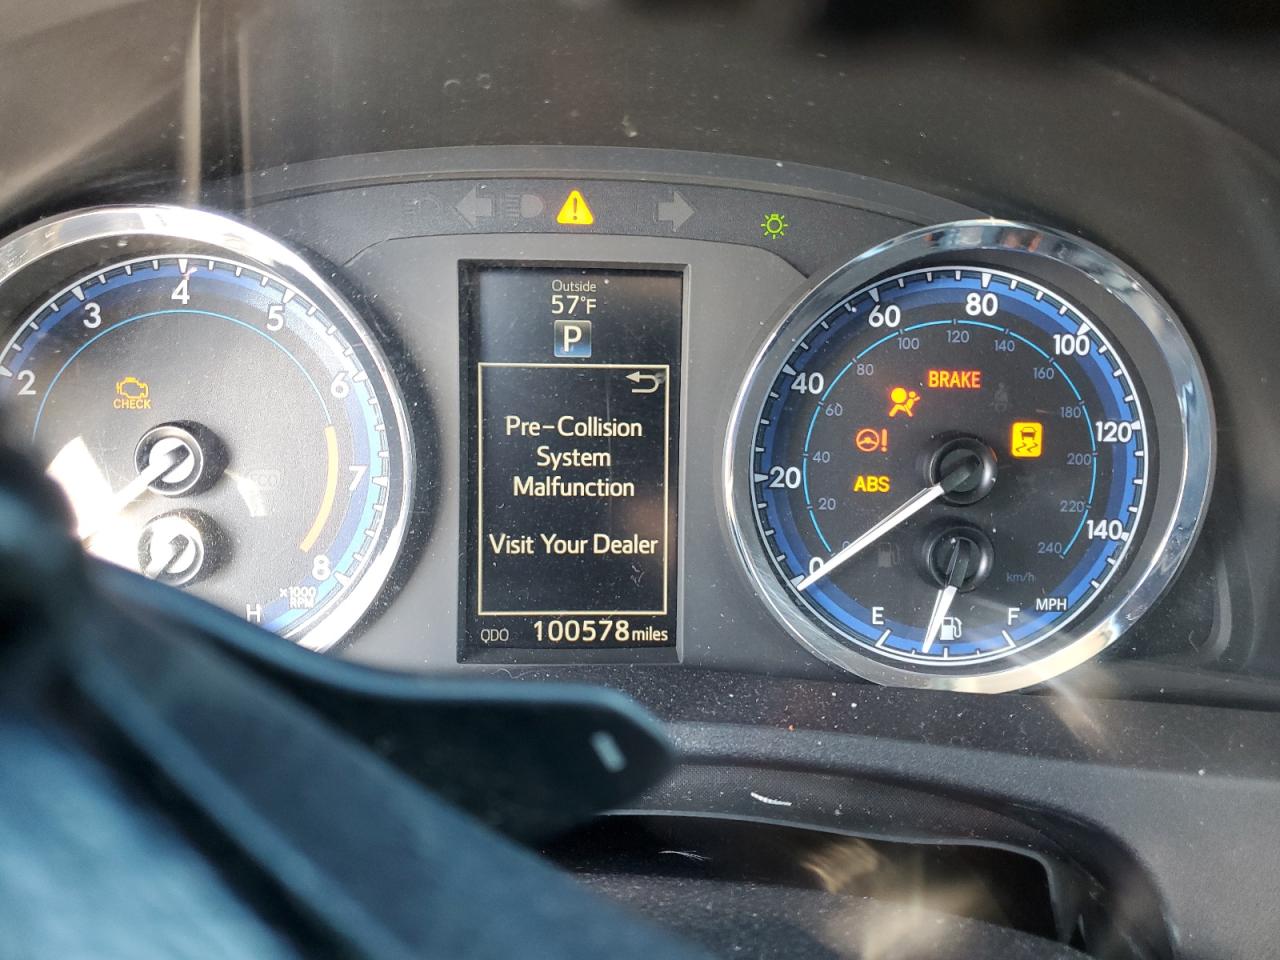 Outside
57°F
P
Pre-Collision
System
Malfunction
Visit Your Dealer
ODO 100578 miles
2
3
4
5
6
7
8
x1000
RPM
CHECK
ECO
H
0
20
40
60
80
100
120
140
MPH
20
40
60
80
100
120
140
160
180
200
220
240
km/h
BRAKE
ABS
E
F